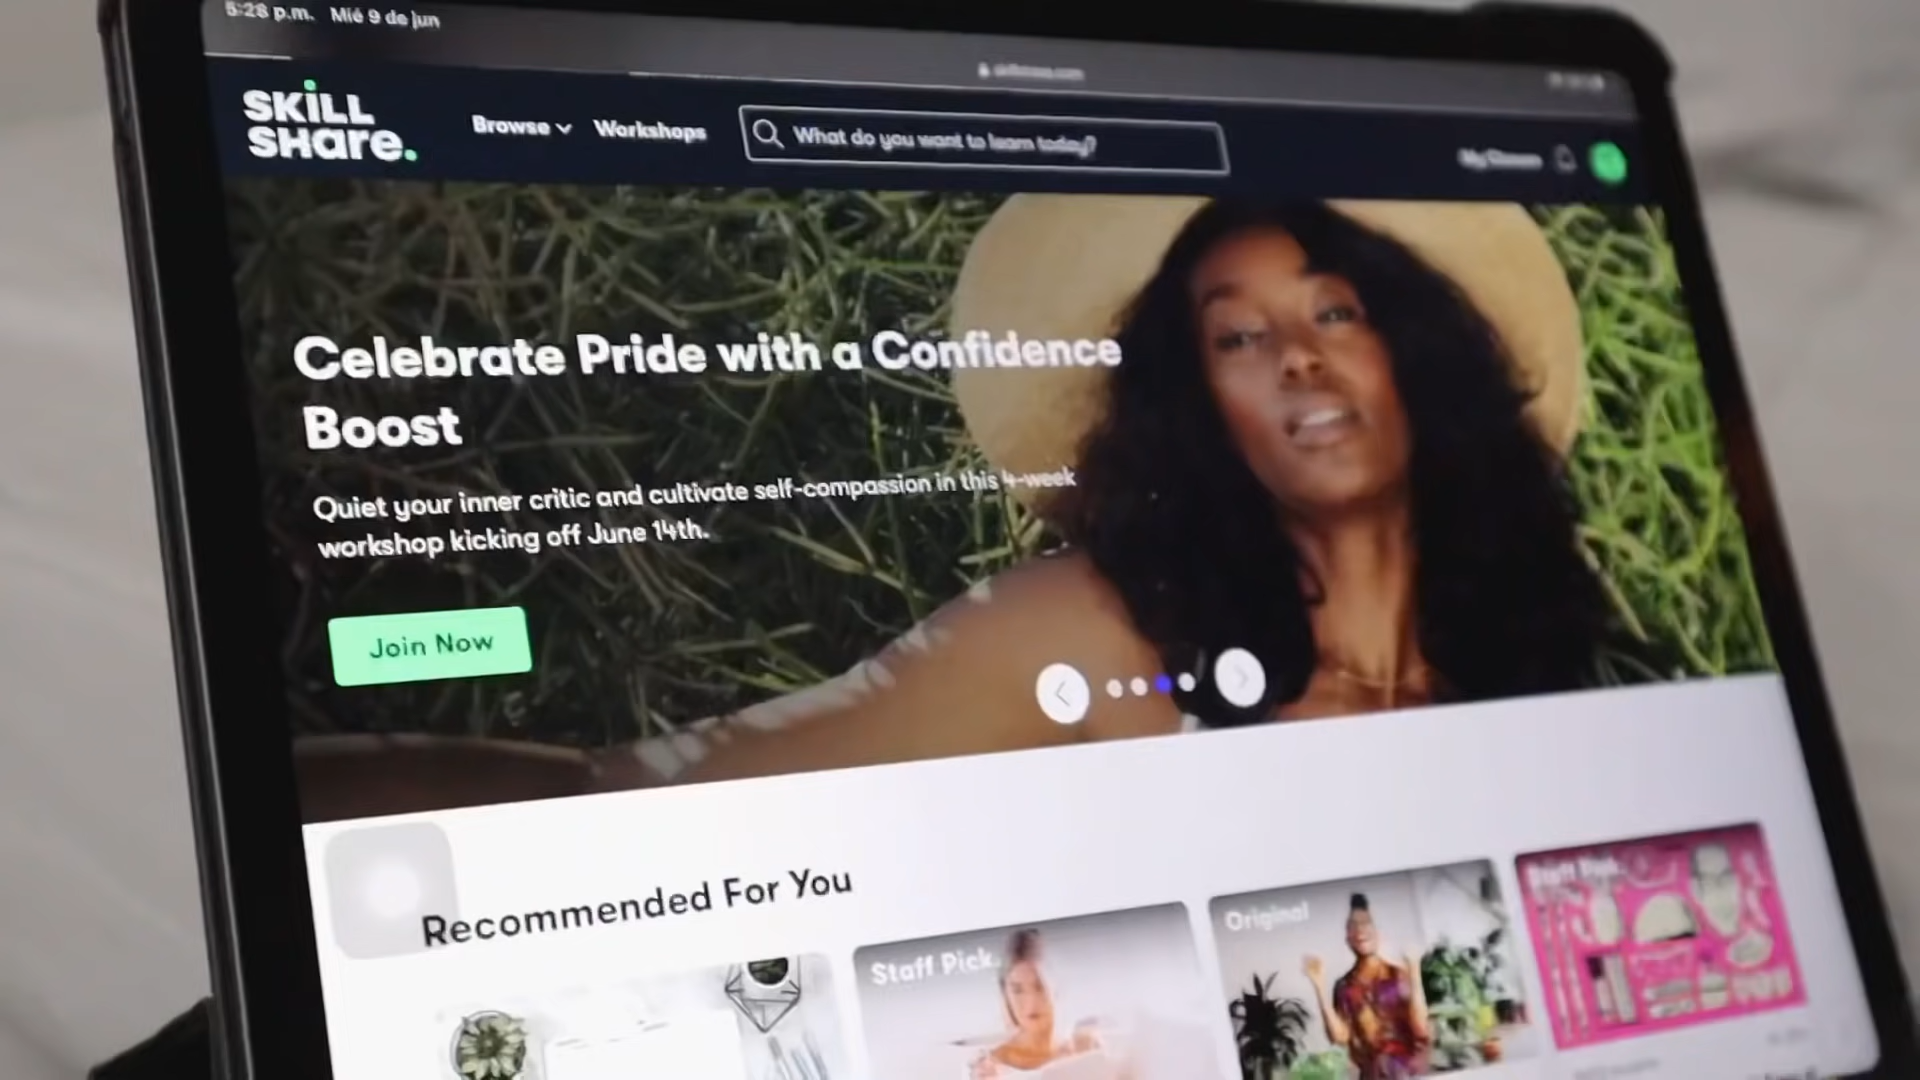 5:28 p.m. Mié 9 de jun
SKILL
SHare.
Browse
Workshops
What do you want to learn today?
Celebrate Pride with a Confidence
Boost
Quiet your inner critic and cultivate self-compassion in this 4-week
workshop kicking off June 14th.
Join Now
Recommended For You
Staff Pick.
Original
Staff Pick.